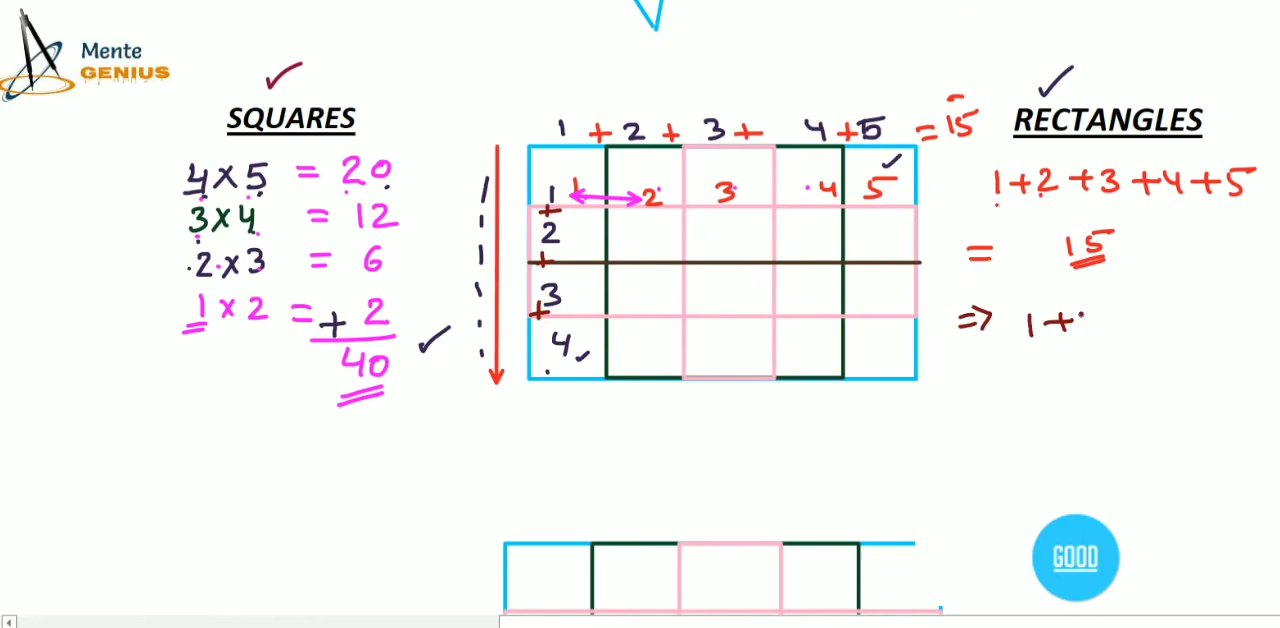 Mente
GENIUS
SQUARES
4 x 5 = 20
3 x 4 = 12
2 x 3 = 6
1 x 2 = + 2
40
1 + 2 + 3 + 4 + 5 = 15
1 2 3 4 5
1
+
2
+
3
+
4
RECTANGLES
1 + 2 + 3 + 4 + 5
= 15
=> 1 +
GOOD